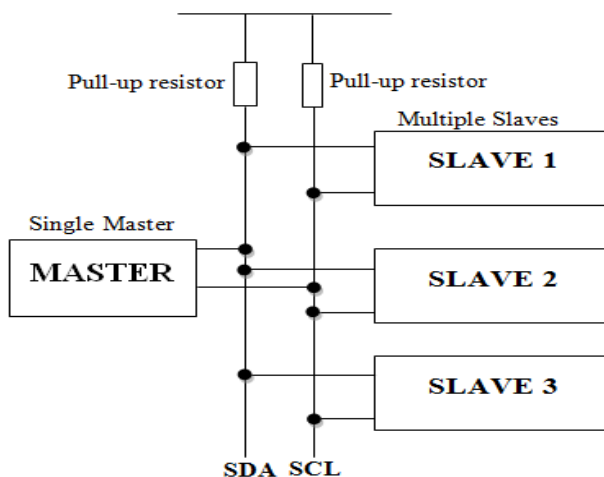 Pull-up resistor
Pull-up resistor
Multiple Slaves
SLAVE 1
Single Master
MASTER
SLAVE 2
SLAVE 3
SDA
SCL